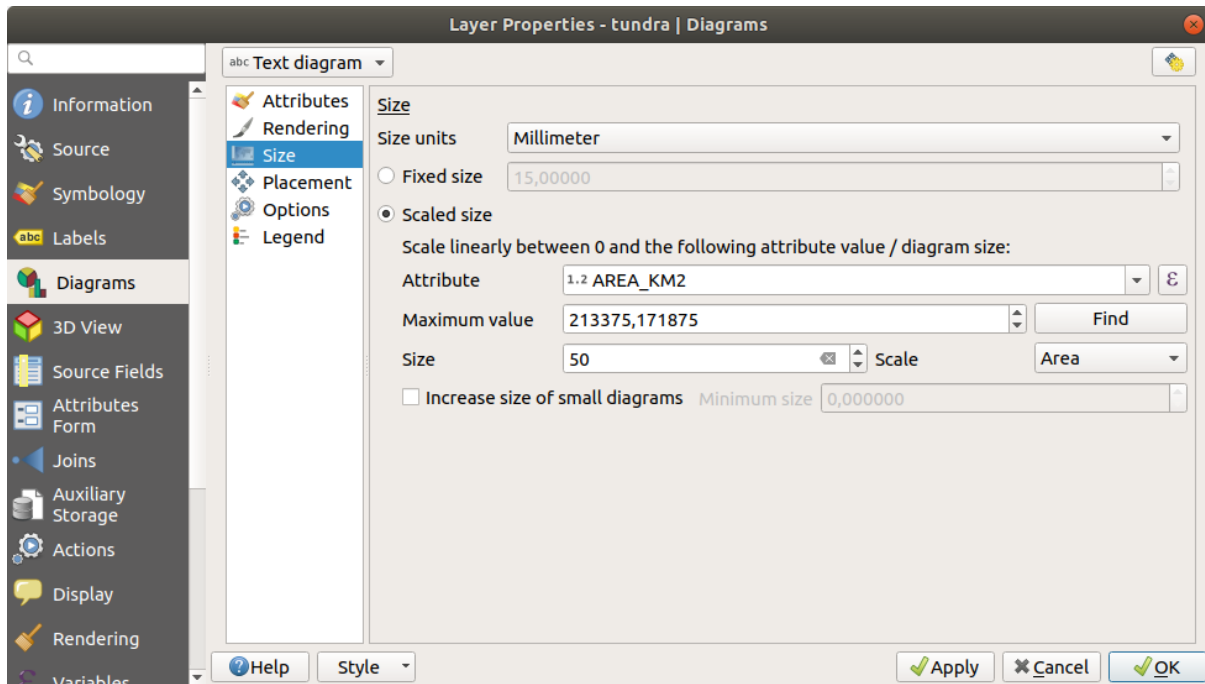 Layer Properties - tundra | Diagrams
abc Text diagram
Information
Source
Symbology
abc Labels
Diagrams
3D View
Source Fields
Attributes
Form
Joins
Auxiliary
Storage
Actions
Display
Rendering
Variables
Attributes
Rendering
Size
Placement
Options
Legend
Size
Size units Millimeter
Fixed size 15,00000
Scaled size
Scale linearly between 0 and the following attribute value / diagram size:
Attribute 1.2 AREA_KM2 ε
Maximum value 213375,171875 Find
Size 50 Scale Area
Increase size of small diagrams Minimum size 0,000000
Help Style Apply Cancel OK